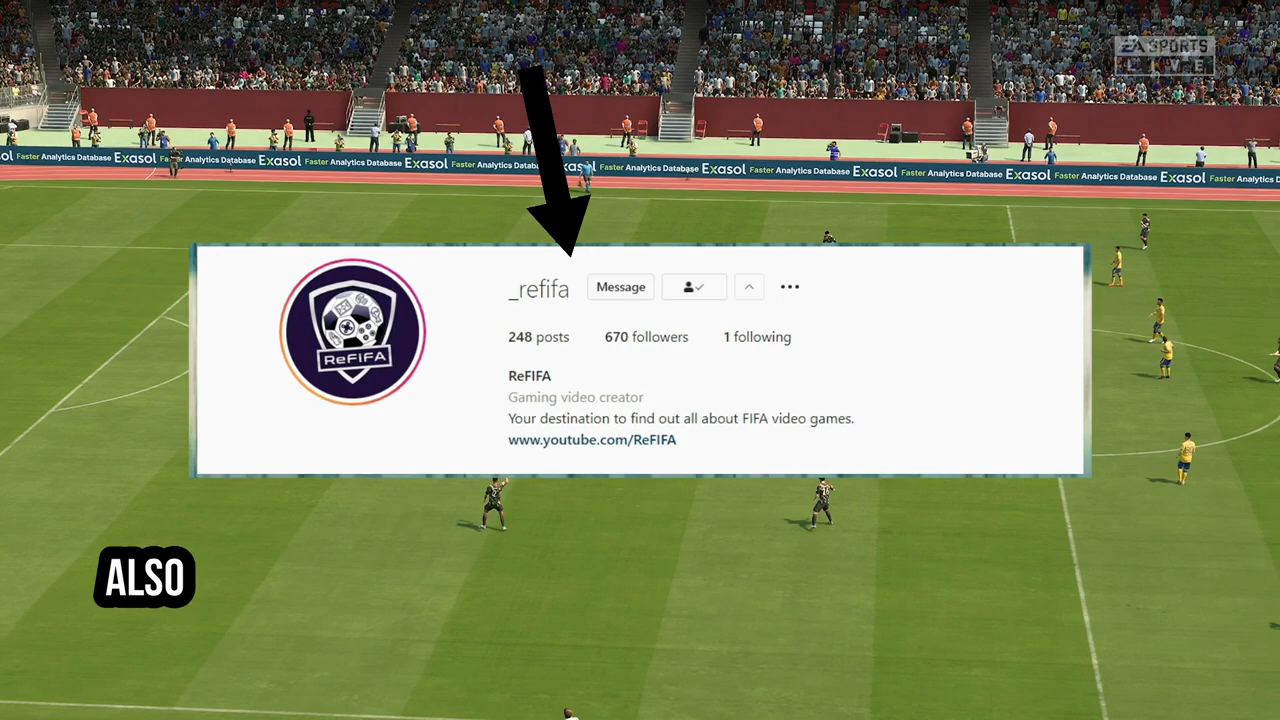 EA SPORTS
Faster Analytics Database Exasol Faster Analytics Database Exasol Faster Analytics Database Exasol Faster Analytics Database Exasol Faster Analytics Database Exasol Faster Analytics Database Exasol Faster Analytics Database Exasol Faster Analytics Database Exasol
_refifa Message
248 posts 670 followers 1 following
ReFIFA
ReFIFA
Gaming video creator
Your destination to find out all about FIFA video games.
www.youtube.com/ReFIFA
ALSO